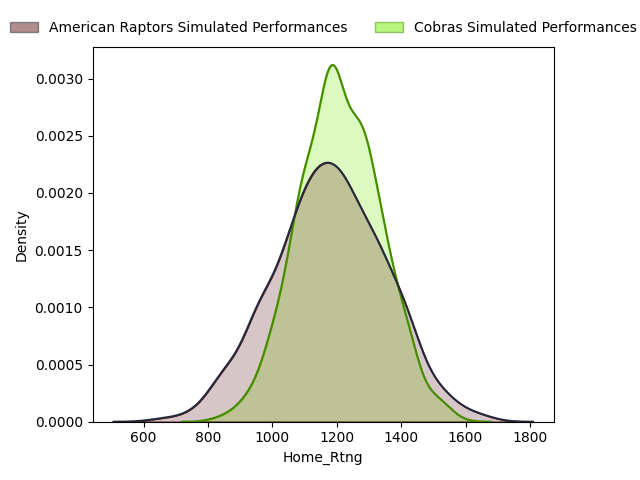 American Raptors Simulated Performances
Cobras Simulated Performances
0.0030
0.0025
0.0020
0.0015
0.0010
0.0005
0.0000
Density
600 800 1000 1200 1400 1600 1800
Home_Rtng